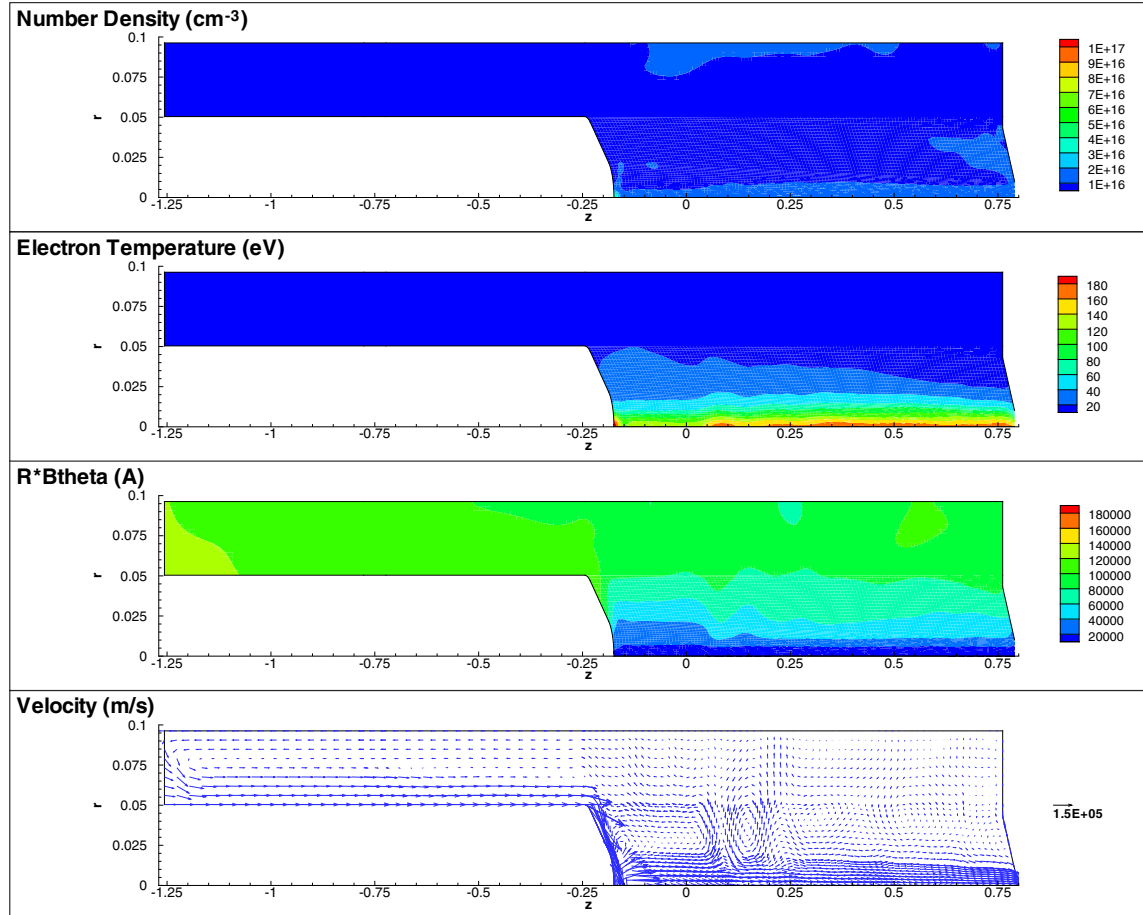 Number Density (cm-3)
0.1
0.075
0.05
0.025
0
r
-1.25 -1 -0.75 -0.5 -0.25 0 0.25 0.5 0.75
z
1E+17
9E+16
8E+16
7E+16
6E+16
5E+16
4E+16
3E+16
2E+16
1E+16
Electron Temperature (eV)
0.1
0.075
0.05
0.025
0
r
-1.25 -1 -0.75 -0.5 -0.25 0 0.25 0.5 0.75
z
180
160
140
120
100
80
60
40
20
R*Btheta (A)
0.1
0.075
0.05
0.025
0
r
-1.25 -1 -0.75 -0.5 -0.25 0 0.25 0.5 0.75
z
180000
160000
140000
120000
100000
80000
60000
40000
20000
Velocity (m/s)
0.1
0.075
0.05
0.025
0
r
-1.25 -1 -0.75 -0.5 -0.25 0 0.25 0.5 0.75
z
1.5E+05